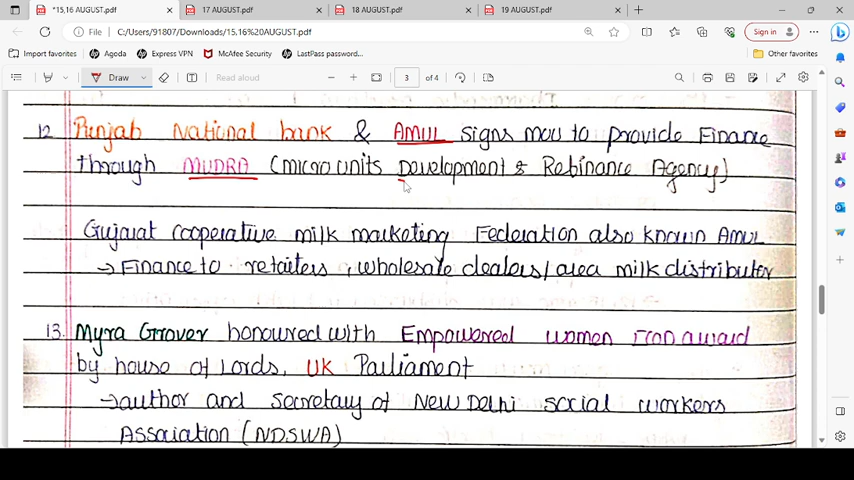 *15,16 AUGUST.pdf
17 AUGUST.pdf
18 AUGUST.pdf
19 AUGUST.pdf
File
C:/Users/91807/Downloads/15.16%20AUGUST.pdf
Sign in
Import favorites
Agoda
Express VPN
McAfee Security
LastPass password...
Other favorites
Draw
Read aloud
3 of 4
12 Punjab National bank & AMUL signs mou to provide Finance
through MUDRA (micro units Development & Refinance Agency)
Gujarat cooperative milk marketing Federation also known AMUL
→ Finance to retailers, wholesale dealers/area milk distributor
13. Myra Grover honoured with Empowered women Icon award
by house of Lords, UK Parliament
→ author and secretary of New Delhi social workers
Assoiation (NDSWA)